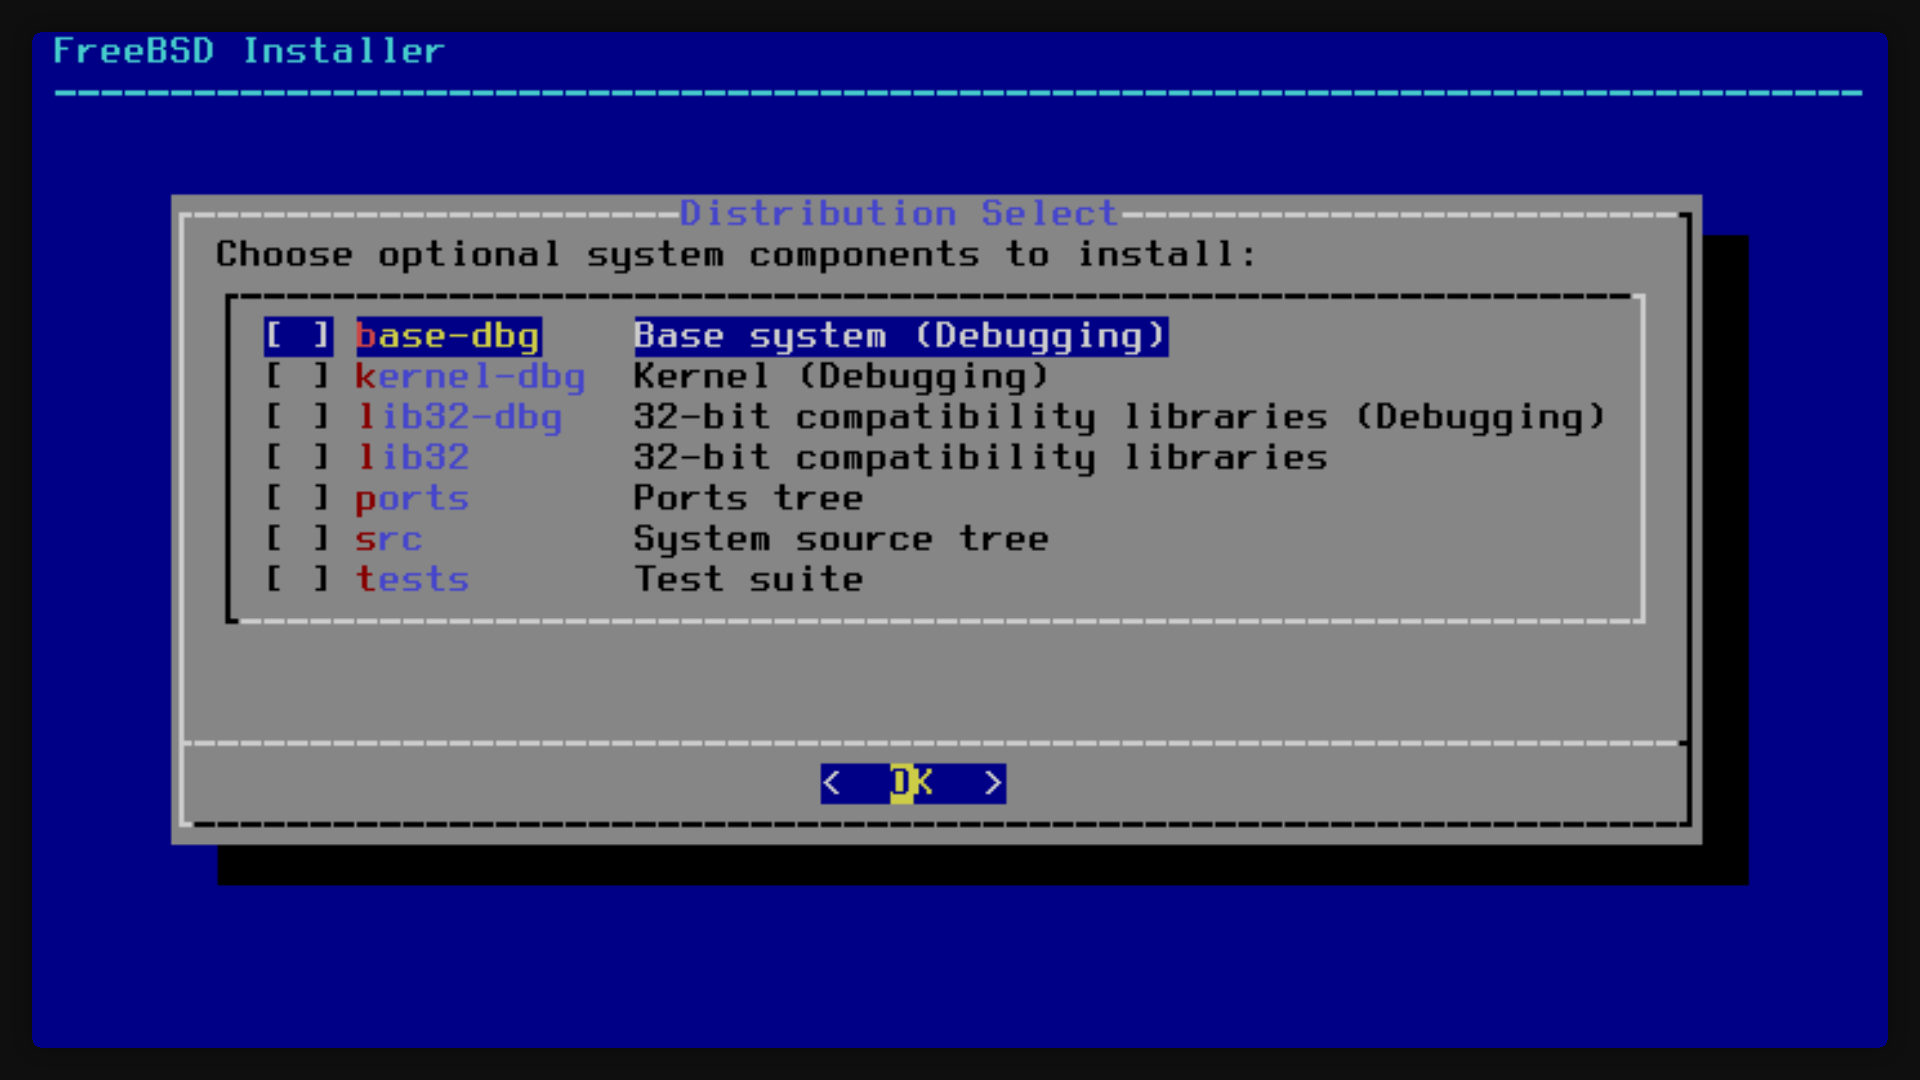 FreeBSD Installer
Distribution Select
Choose optional system components to install:
[ ] base-dbg Base system (Debugging)
[ ] kernel-dbg Kernel (Debugging)
[ ] lib32-dbg 32-bit compatibility libraries (Debugging)
[ ] lib32 32-bit compatibility libraries
[ ] ports Ports tree
[ ] src System source tree
[ ] tests Test suite
< OK >